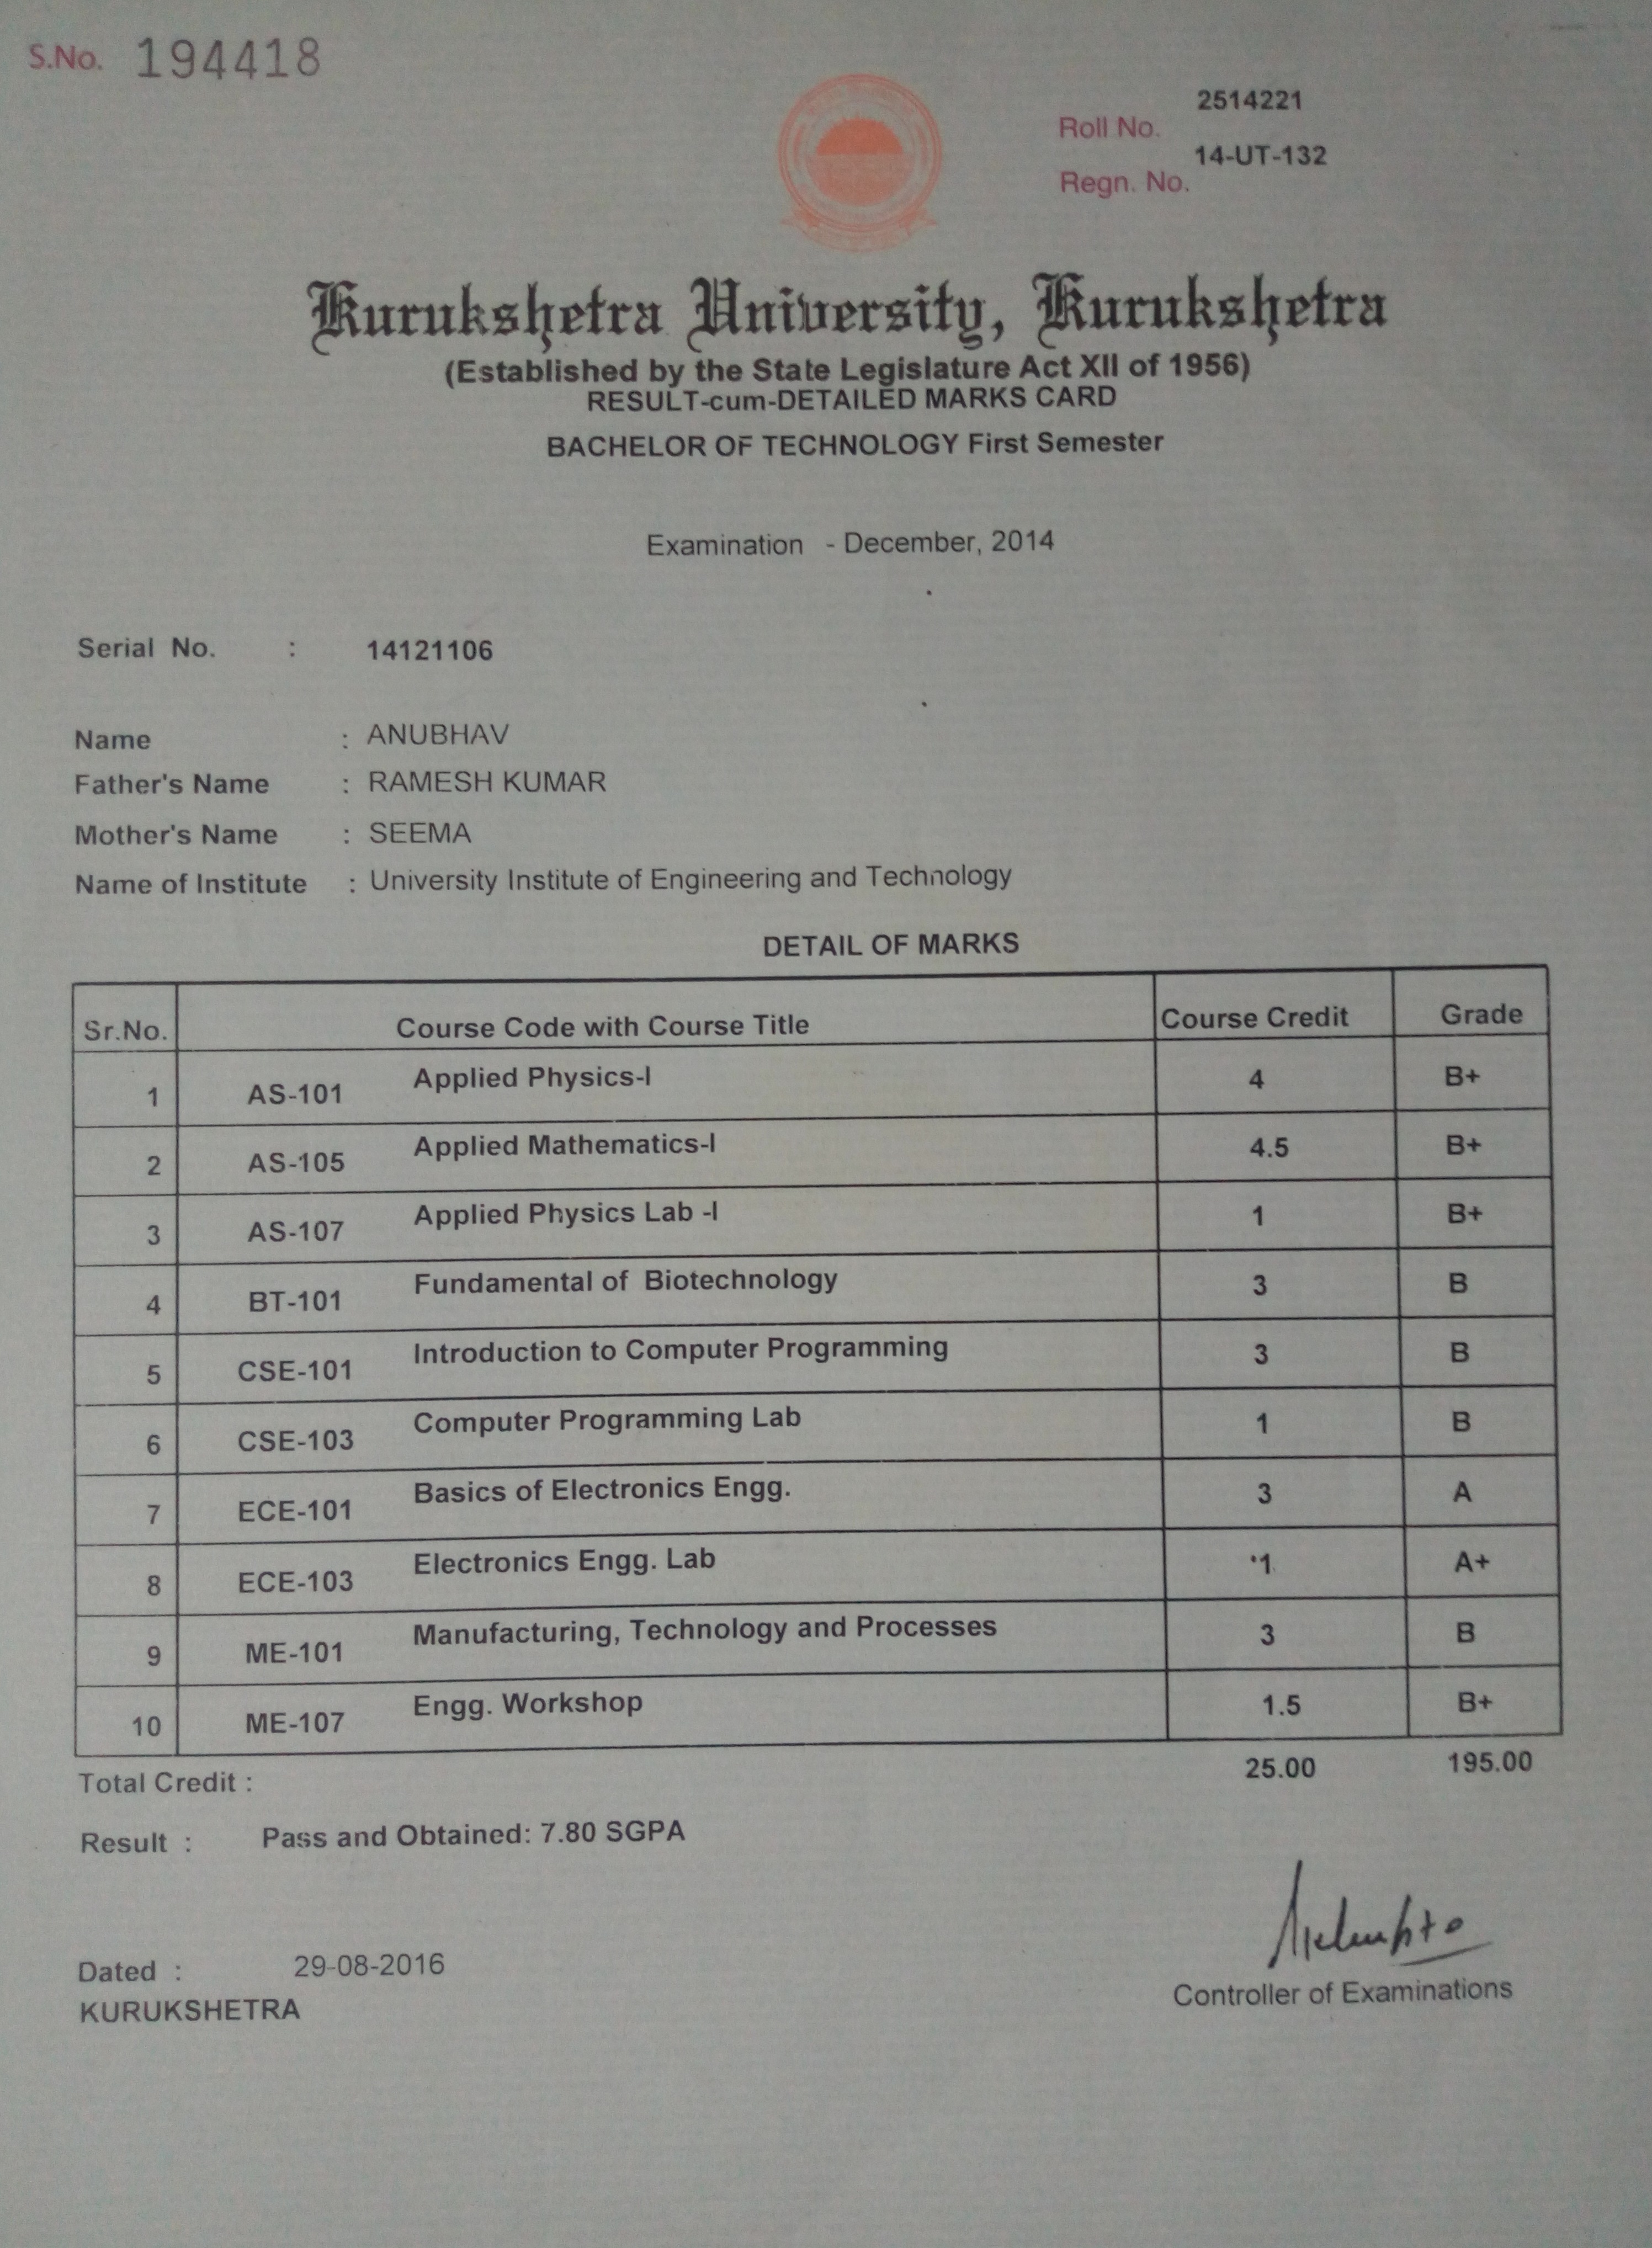 S.No. 194418
2514221
Roll No.
14-UT-132
Regn. No.
Kurukshetra University, Kurukshetra
(Established by the State Legislature Act XII of 1956)
RESULT-cum-DETAILED MARKS CARD
BACHELOR OF TECHNOLOGY First Semester
Examination - December, 2014
Serial No. : 14121106
Name : ANUBHAV
Father's Name : RAMESH KUMAR
Mother's Name : SEEMA
Name of Institute : University Institute of Engineering and Technology
DETAIL OF MARKS
Sr.No. Course Code with Course Title Course Credit Grade
1 AS-101 Applied Physics-I 4 B+
2 AS-105 Applied Mathematics-I 4.5 B+
3 AS-107 Applied Physics Lab -I 1 B+
4 BT-101 Fundamental of Biotechnology 3 B
5 CSE-101 Introduction to Computer Programming 3 B
6 CSE-103 Computer Programming Lab 1 B
7 ECE-101 Basics of Electronics Engg. 3 A
8 ECE-103 Electronics Engg. Lab 1 A+
9 ME-101 Manufacturing, Technology and Processes 3 B
10 ME-107 Engg. Workshop 1.5 B+
Total Credit : 25.00 195.00
Result : Pass and Obtained: 7.80 SGPA
Dated : 29-08-2016
KURUKSHETRA
Controller of Examinations